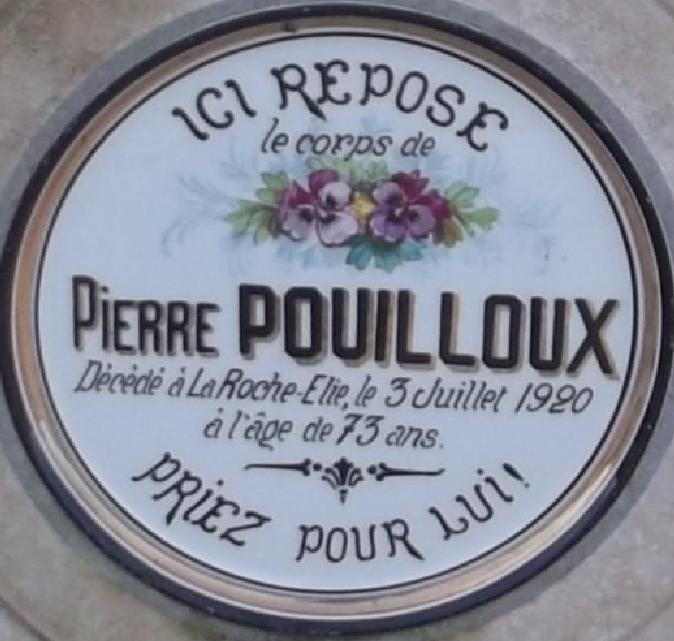 ICI REPOSE
le corps de
PiERRE POUILLOUX
Décédé à La Roche-Elie, le 3 Juillet 1920
à l'âge de 73 ans.
PRiEZ POUR LUi!